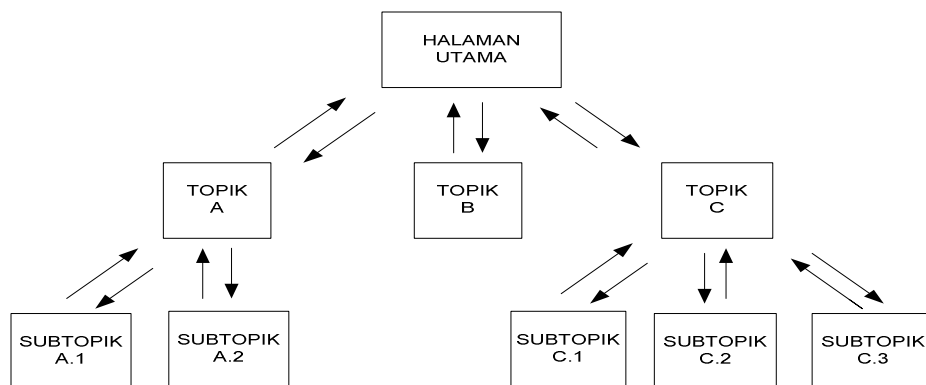 HALAMAN
UTAMA
TOPIK
A
TOPIK
B
TOPIK
C
SUBTOPIK
A.1
SUBTOPIK
A.2
SUBTOPIK
C.1
SUBTOPIK
C.2
SUBTOPIK
C.3